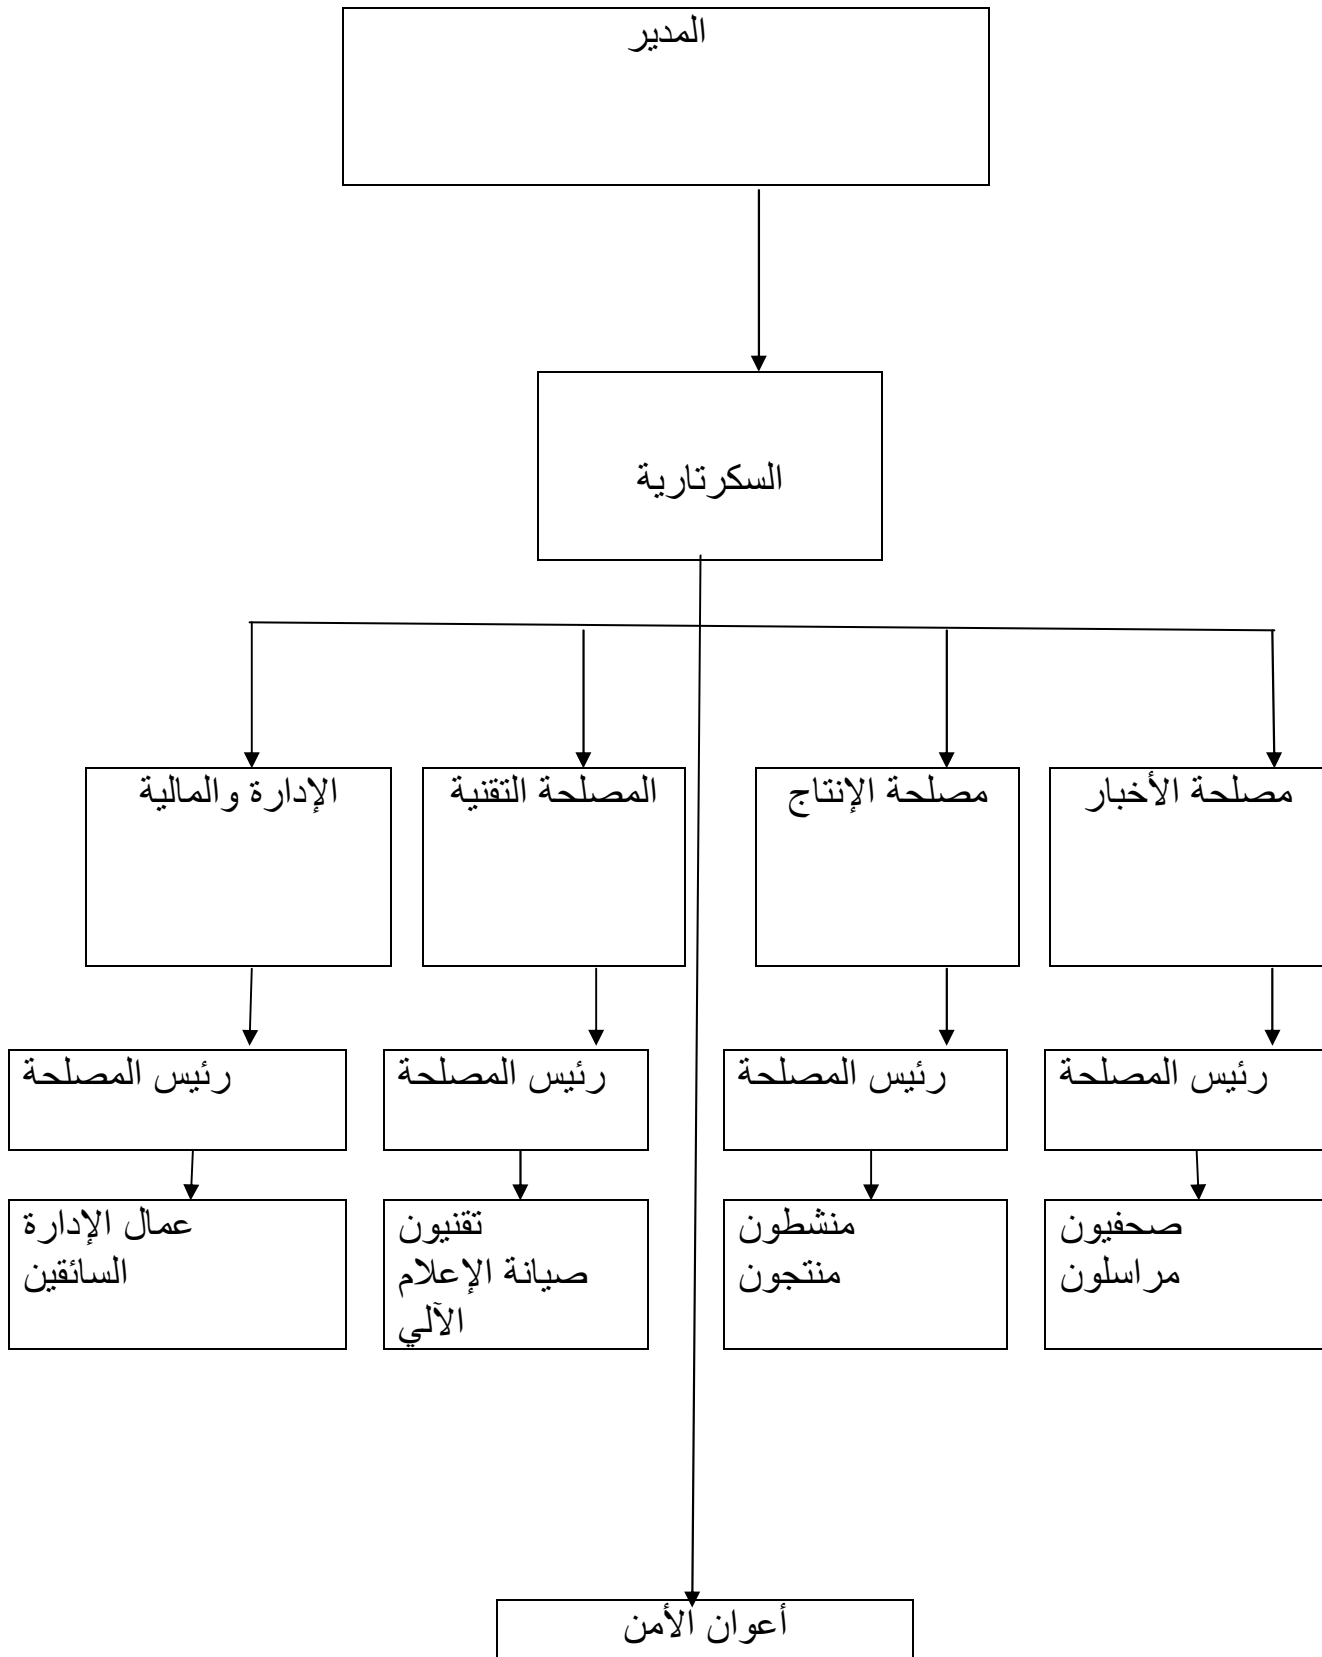 المدير
السكرتارية
مصلحة الأخبار
مصلحة الإنتاج
المصلحة التقنية
الإدارة والمالية
رئيس المصلحة
رئيس المصلحة
رئيس المصلحة
رئيس المصلحة
صحفيون
مراسلون
منشطون
منتجون
تقنيون
صيانة الإعلام
الآلي
عمال الإدارة
السائقين
أعوان الأمن